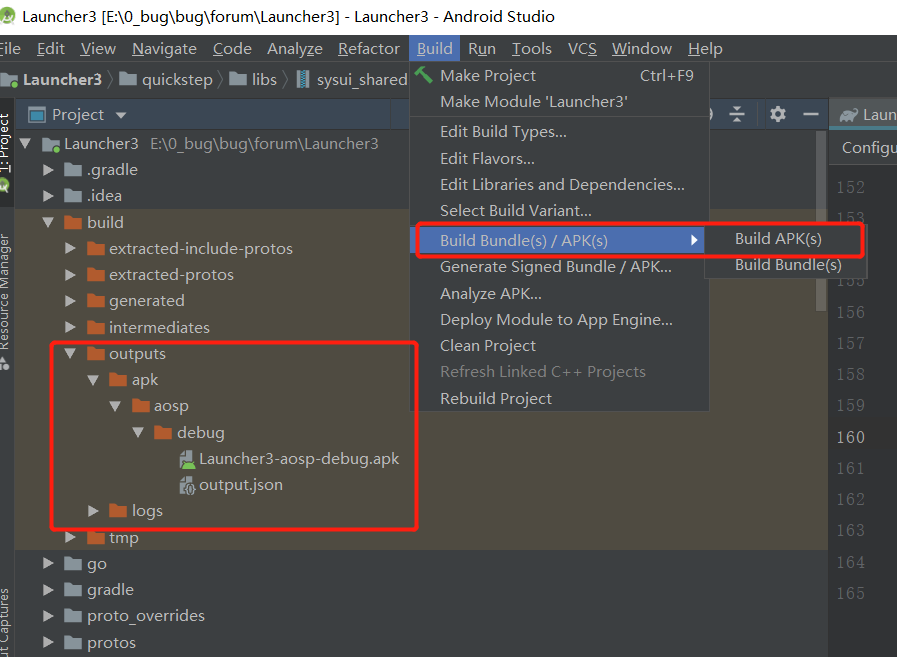 Launcher3 [E:\0_bug\bug\forum\Launcher3] - Launcher3 - Android Studio
File Edit View Navigate Code Analyze Refactor Build Run Tools VCS Window Help
Launcher3 quickstep libs sysui_shared
Project
Launcher3 E:\0_bug\bug\forum\Launcher3
.gradle
.idea
build
extracted-include-protos
extracted-protos
generated
intermediates
outputs
apk
aosp
debug
Launcher3-aosp-debug.apk
output.json
logs
tmp
go
gradle
proto_overrides
protos
1: Project
Resource Manager
ut Captures
Make Project Ctrl+F9
Make Module 'Launcher3'
Edit Build Types...
Edit Flavors...
Edit Libraries and Dependencies...
Select Build Variant...
Build Bundle(s) / APK(s)
Generate Signed Bundle / APK...
Analyze APK...
Deploy Module to App Engine...
Clean Project
Refresh Linked C++ Projects
Rebuild Project
Build APK(s)
Build Bundle(s)
Laun
Configu
152
153
155
156
157
158
159
160
161
162
163
164
165